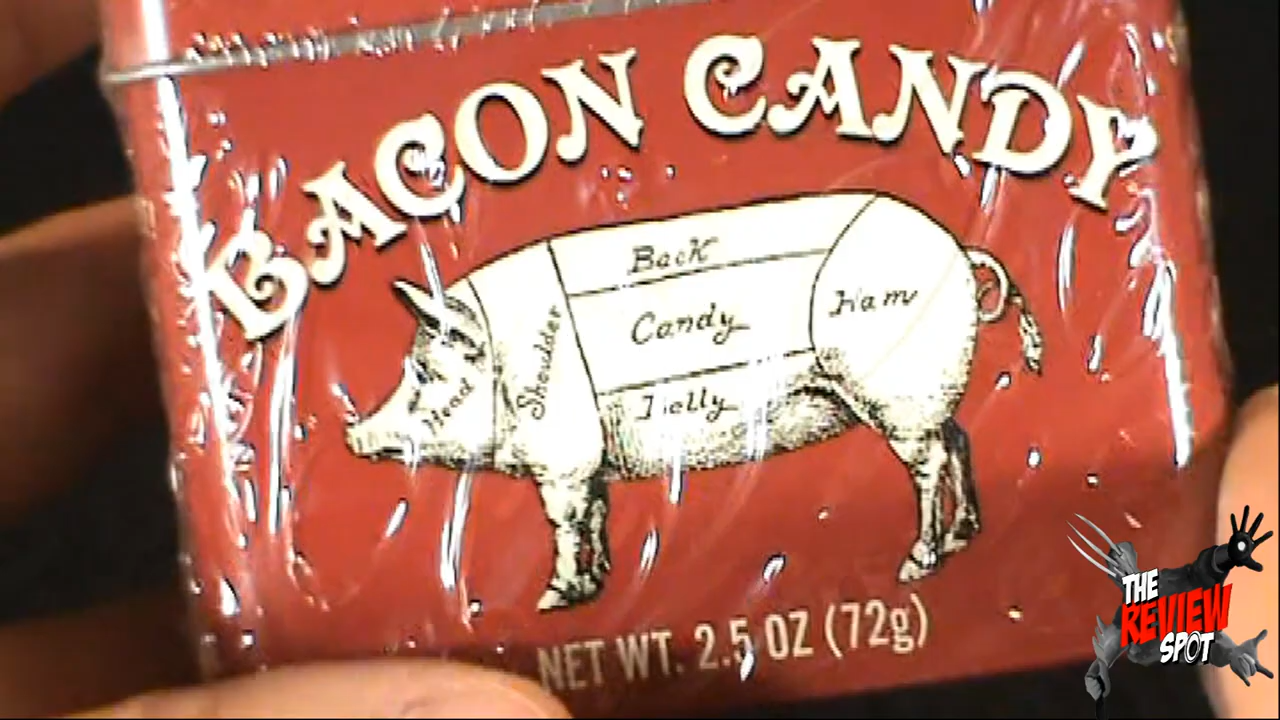 BACON CANDY
Back
Candy
Ham
Shoulder
Head
Belly
NET WT. 2.5 OZ (72g)
THE
REVIEW
SPOT